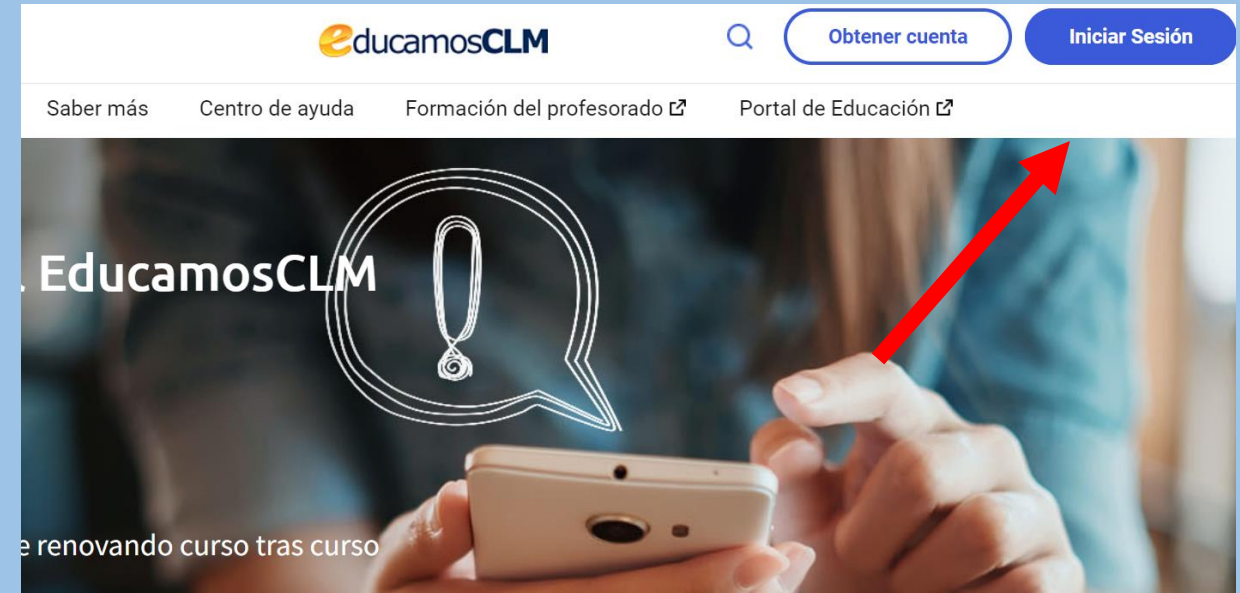 educamosCLM
Obtener cuenta
Iniciar Sesión
Saber más
Centro de ayuda
Formación del profesorado
Portal de Educación
. EducamosCLM
e renovando curso tras curso